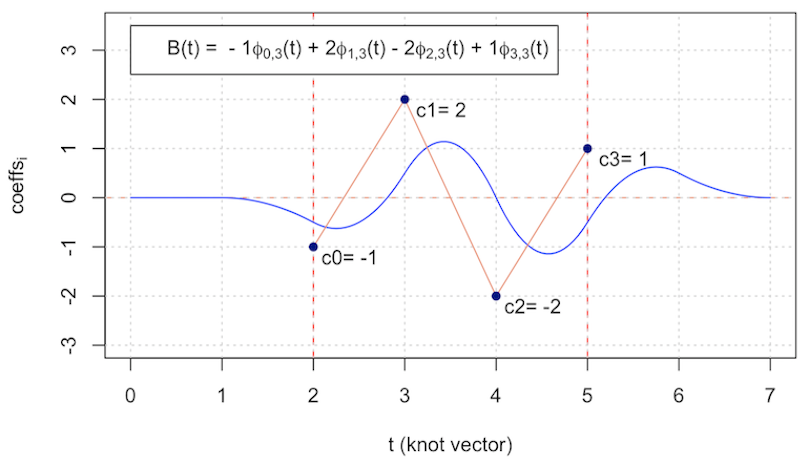 B(t) = - 1ϕ0,3(t) + 2ϕ1,3(t) - 2ϕ2,3(t) + 1ϕ3,3(t)
3
2
1
0
-1
-2
-3
coeffsi
c1= 2
c3= 1
c0= -1
c2= -2
0 1 2 3 4 5 6 7
t (knot vector)